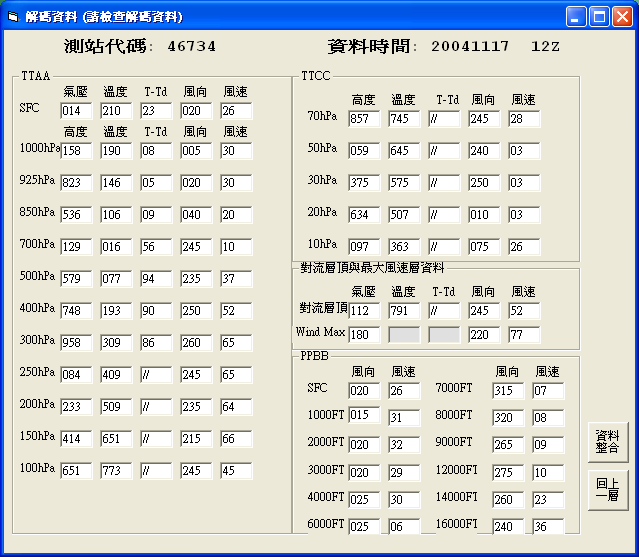 解碼資料 (請檢查解碼資料)
測站代碼: 46734 資料時間: 20041117 12Z
TTAA
氣壓 溫度 T-Td 風向 風速
SFC 014 210 23 020 26
高度 溫度 T-Td 風向 風速
1000hPa 158 190 08 005 30
925hPa 823 146 05 020 30
850hPa 536 106 09 040 20
700hPa 129 016 56 245 10
500hPa 579 077 94 235 37
400hPa 748 193 90 250 52
300hPa 958 309 86 260 65
250hPa 084 409 // 245 65
200hPa 233 509 // 235 64
150hPa 414 651 // 215 66
100hPa 651 773 // 245 45
TTCC
高度 溫度 T-Td 風向 風速
70hPa 857 745 // 245 28
50hPa 059 645 // 240 03
30hPa 375 575 // 250 03
20hPa 634 507 // 010 03
10hPa 097 363 // 075 26
對流層頂與最大風速層資料
氣壓 溫度 T-Td 風向 風速
對流層頂 112 791 // 245 52
Wind Max 180 220 77
PPBB
風向 風速 風向 風速
SFC 020 26 7000FT 315 07
1000FT 015 31 8000FT 320 08
2000FT 020 32 9000FT 265 09
3000FT 020 29 12000FT 275 10
4000FT 025 30 14000FT 260 23
6000FT 025 06 16000FT 240 36
資料
整合
回上
一層